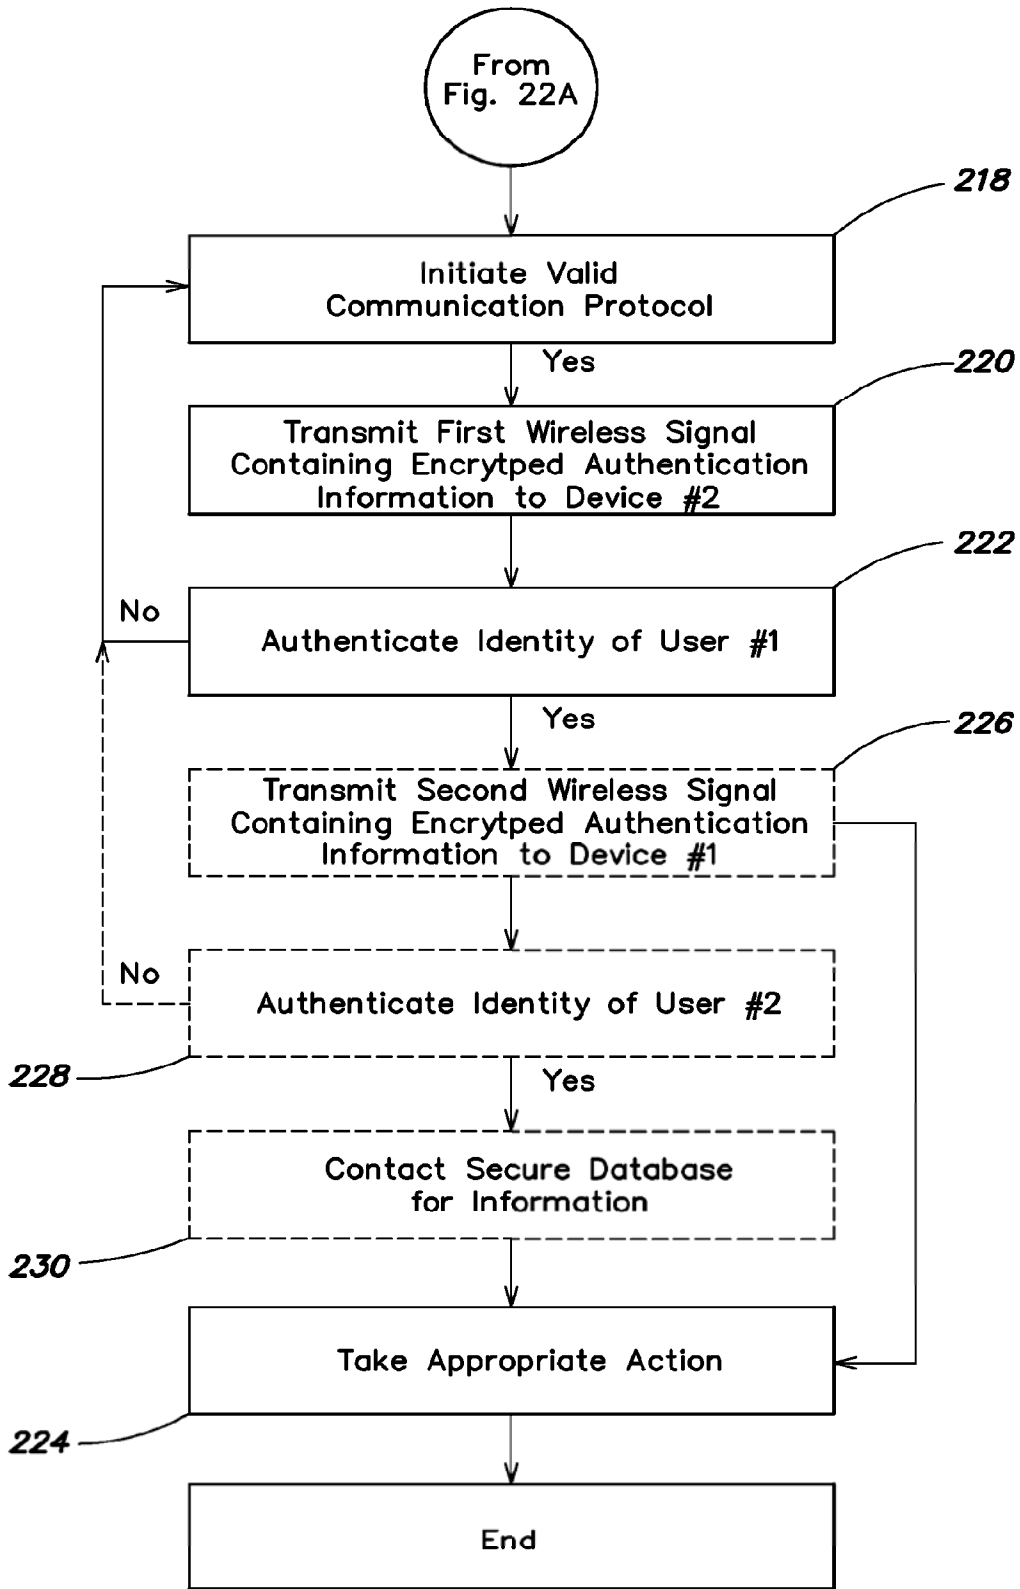 From
Fig. 22A
218
Initiate Valid
Communication Protocol
Yes
220
Transmit First Wireless Signal
Containing Encrytped Authentication
Information to Device #2
222
No
Authenticate Identity of User #1
Yes
226
Transmit Second Wireless Signal
Containing Encrytped Authentication
Information to Device #1
No
Authenticate Identity of User #2
228
Yes
Contact Secure Database
for Information
230
Take Appropriate Action
224
End